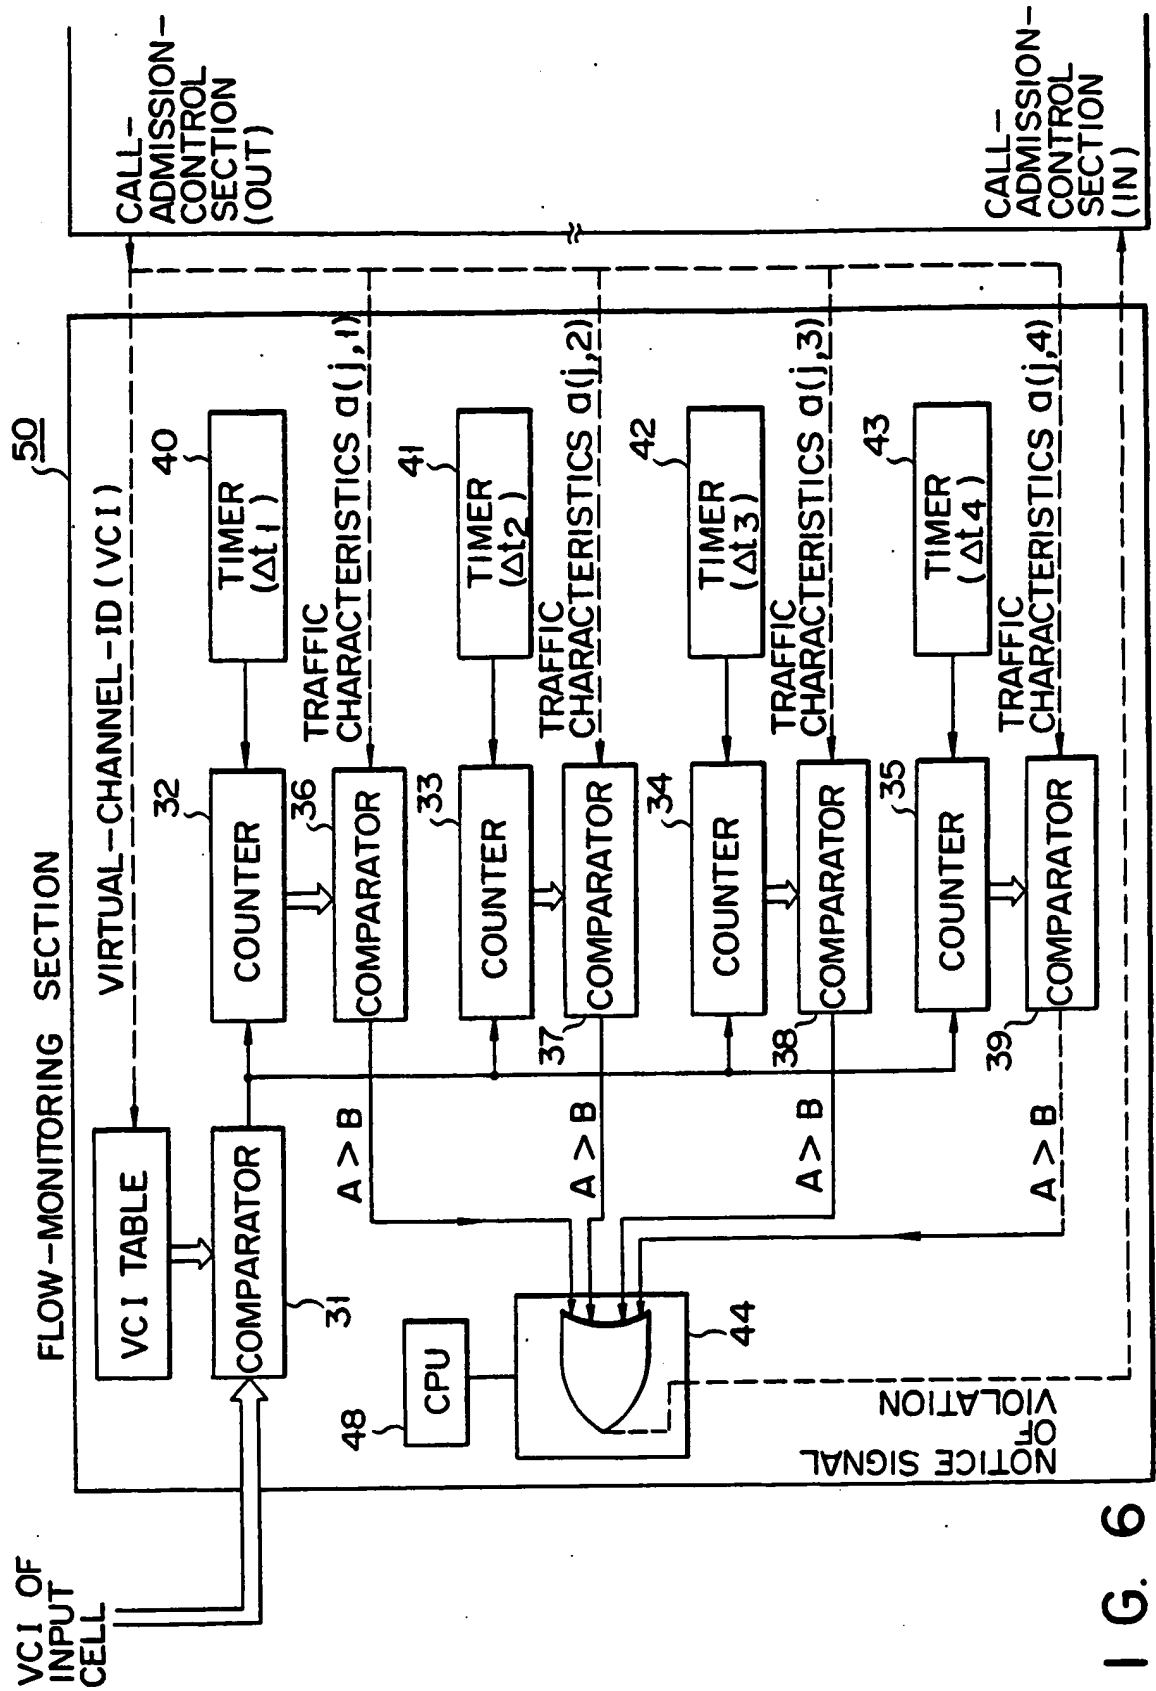 VCI OF
INPUT
CELL
FLOW-MONITORING SECTION
50
VIRTUAL-CHANNEL-ID (VCI)
CALL-
ADMISSION-
CONTROL
SECTION
(OUT)
VCI TABLE
COMPARATOR
31
32
COUNTER
40
TIMER
(Δt1)
36
COMPARATOR
TRAFFIC
CHARACTERISTICS a(j,1)
A > B
33
COUNTER
41
TIMER
(Δt2)
37
COMPARATOR
TRAFFIC
CHARACTERISTICS a(j,2)
A > B
34
COUNTER
42
TIMER
(Δt3)
38
COMPARATOR
TRAFFIC
CHARACTERISTICS a(j,3)
A > B
35
COUNTER
43
TIMER
(Δt4)
39
COMPARATOR
TRAFFIC
CHARACTERISTICS a(j,4)
A > B
48
CPU
44
NOTICE SIGNAL
OF
VIOLATION
CALL-
ADMISSION-
CONTROL
SECTION
(IN)
I G. 6